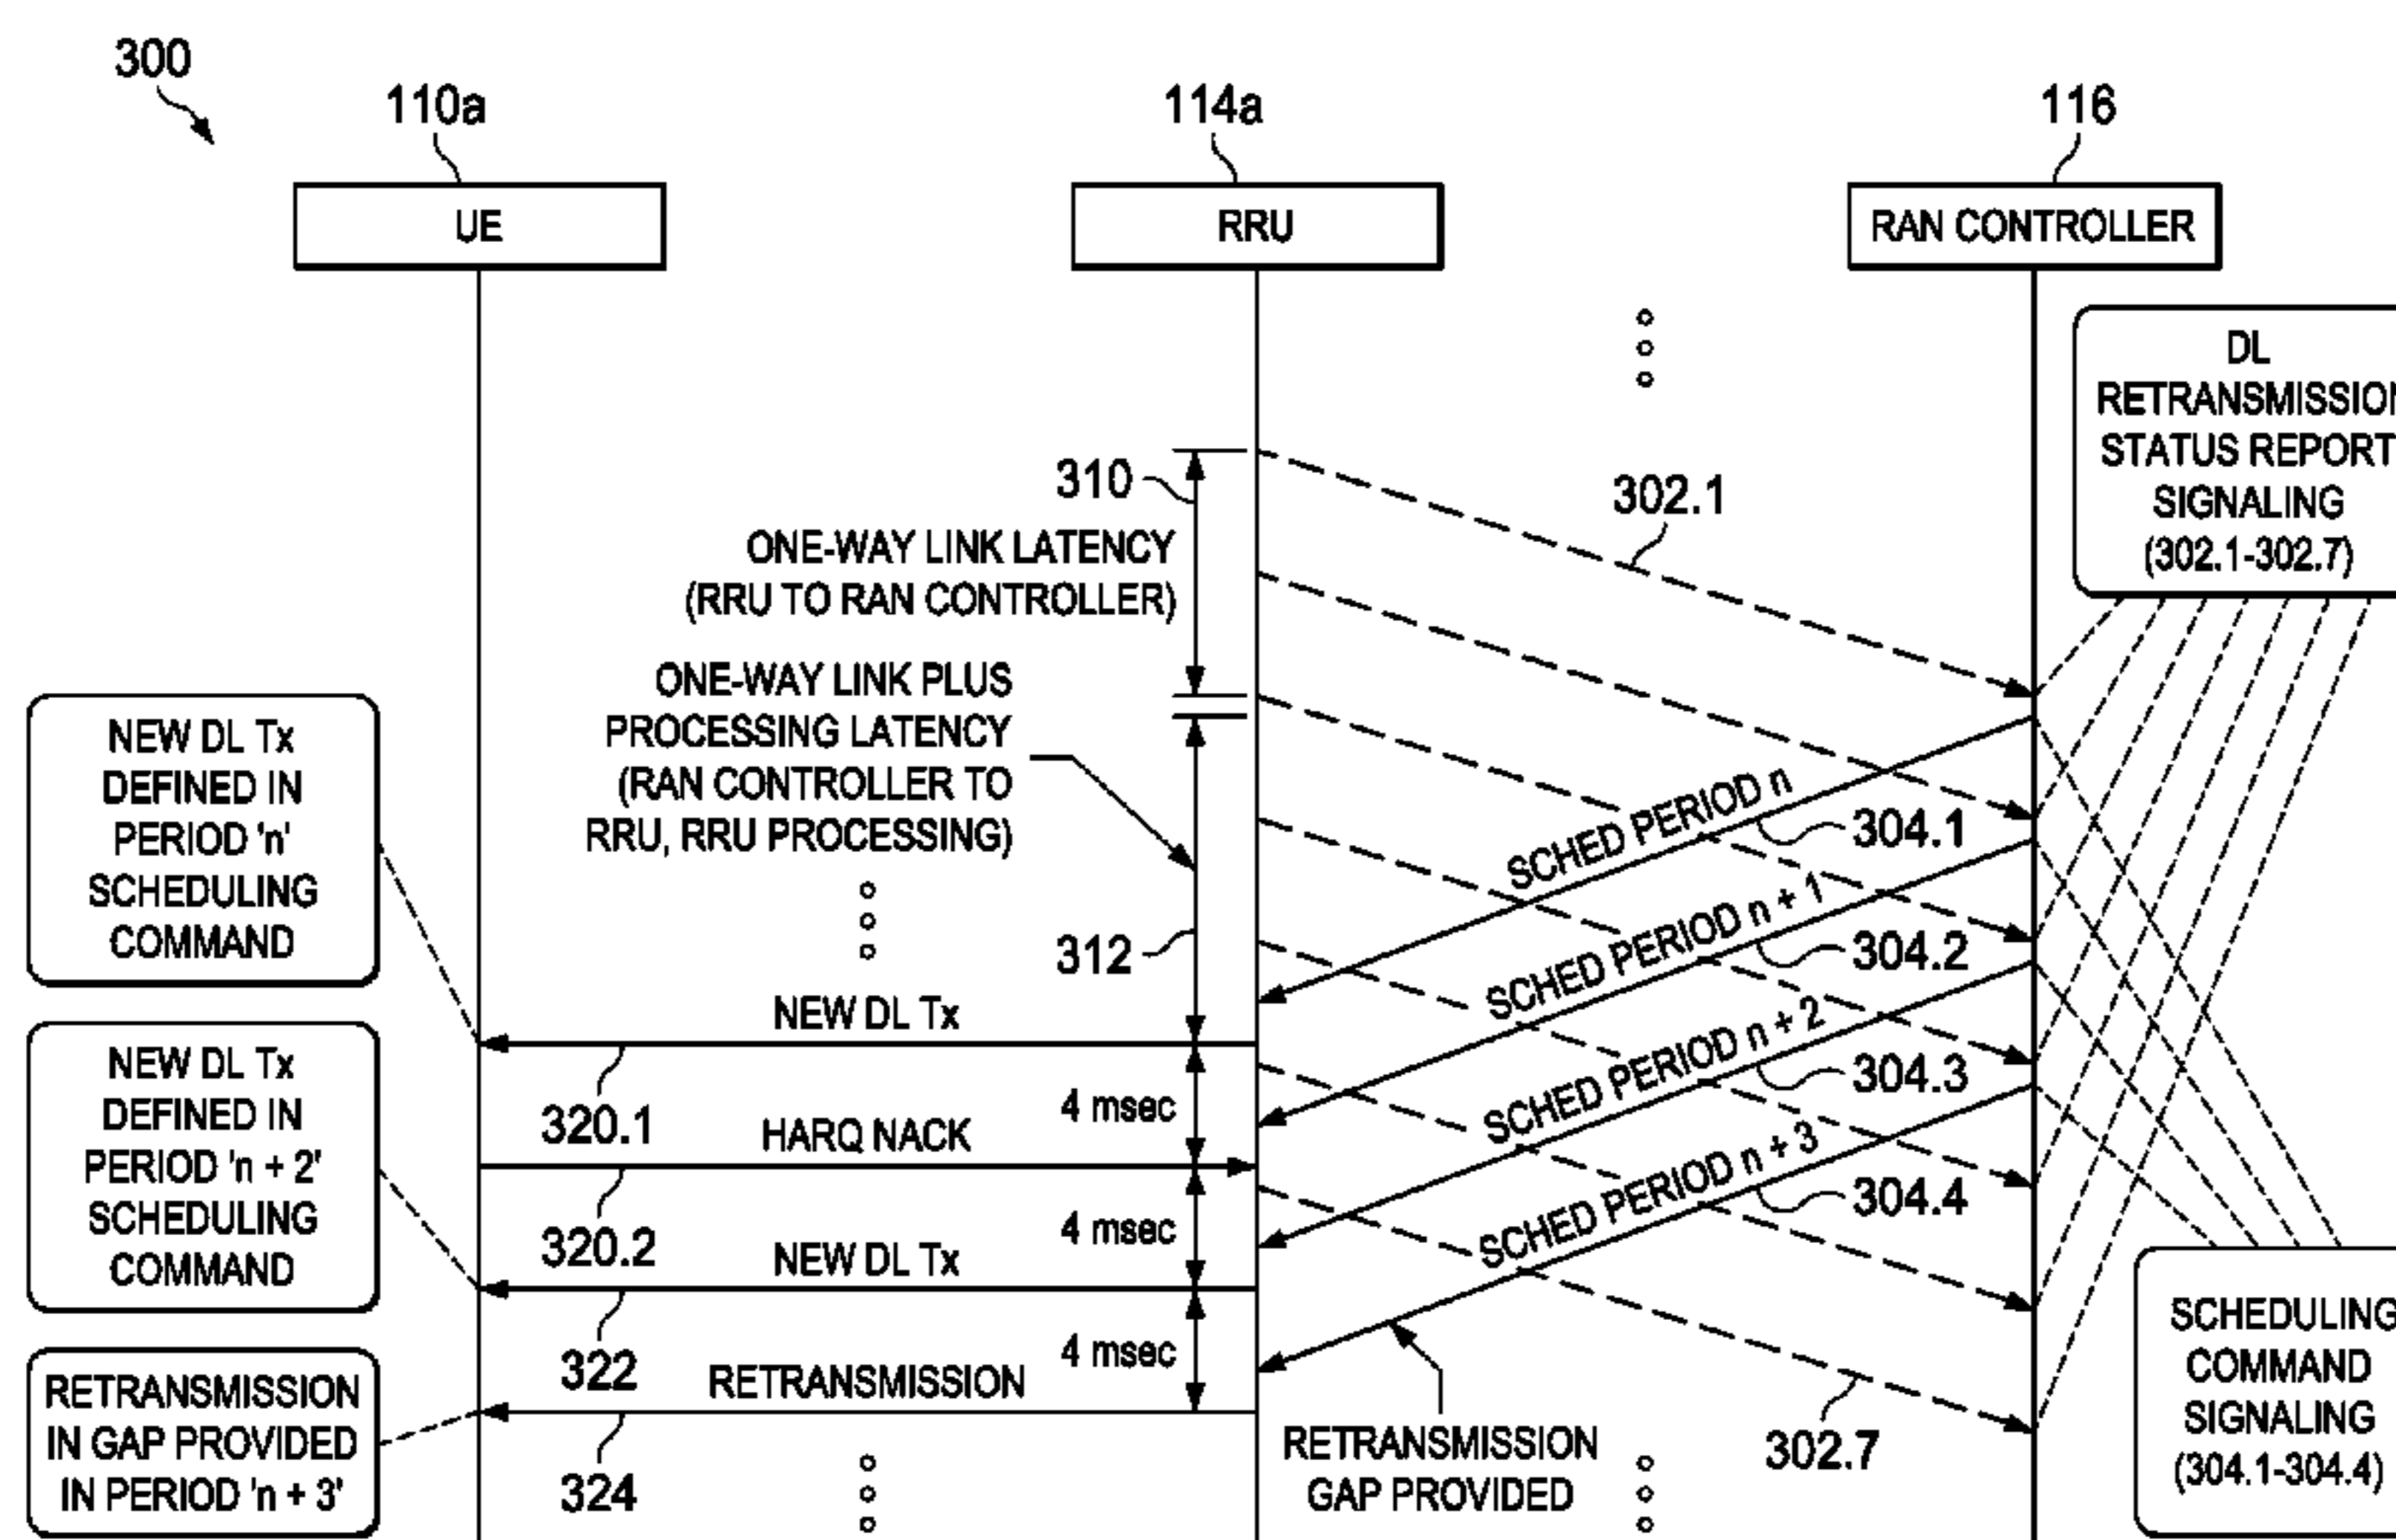 300
110a
114a
116
UE
RRU
RAN CONTROLLER
DL
RETRANSMISSION
STATUS REPORT
SIGNALING
(302.1-302.7)
310
302.1
ONE-WAY LINK LATENCY
(RRU TO RAN CONTROLLER)
ONE-WAY LINK PLUS
PROCESSING LATENCY
(RAN CONTROLLER TO
RRU, RRU PROCESSING)
NEW DL Tx
DEFINED IN
PERIOD 'n'
SCHEDULING
COMMAND
SCHED PERIOD n
304.1
312
SCHED PERIOD n + 1
304.2
NEW DL Tx
SCHED PERIOD n + 2
304.3
NEW DL Tx
DEFINED IN
PERIOD 'n + 2'
SCHEDULING
COMMAND
320.1
HARQ NACK
4 msec
SCHED PERIOD n + 3
304.4
320.2
NEW DL Tx
4 msec
322
RETRANSMISSION
4 msec
RETRANSMISSION
IN GAP PROVIDED
IN PERIOD 'n + 3'
324
RETRANSMISSION
GAP PROVIDED
302.7
SCHEDULING
COMMAND
SIGNALING
(304.1-304.4)